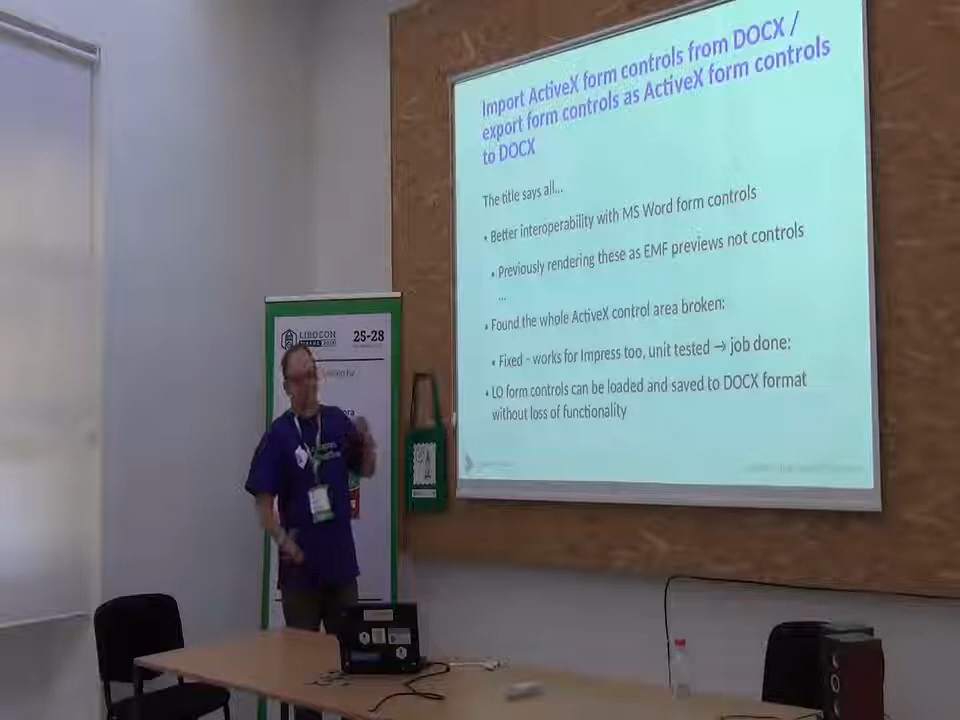 Import ActiveX form controls from DOCX /
export form controls as ActiveX form controls
to DOCX
The title says all...
• Better interoperability with MS Word form controls
• Previously rendering these as EMF previews not controls
...
• Found the whole ActiveX control area broken:
• Fixed - works for Impress too, unit tested → job done:
• LO form controls can be loaded and saved to DOCX format
without loss of functionality
LIBOCON
25-28